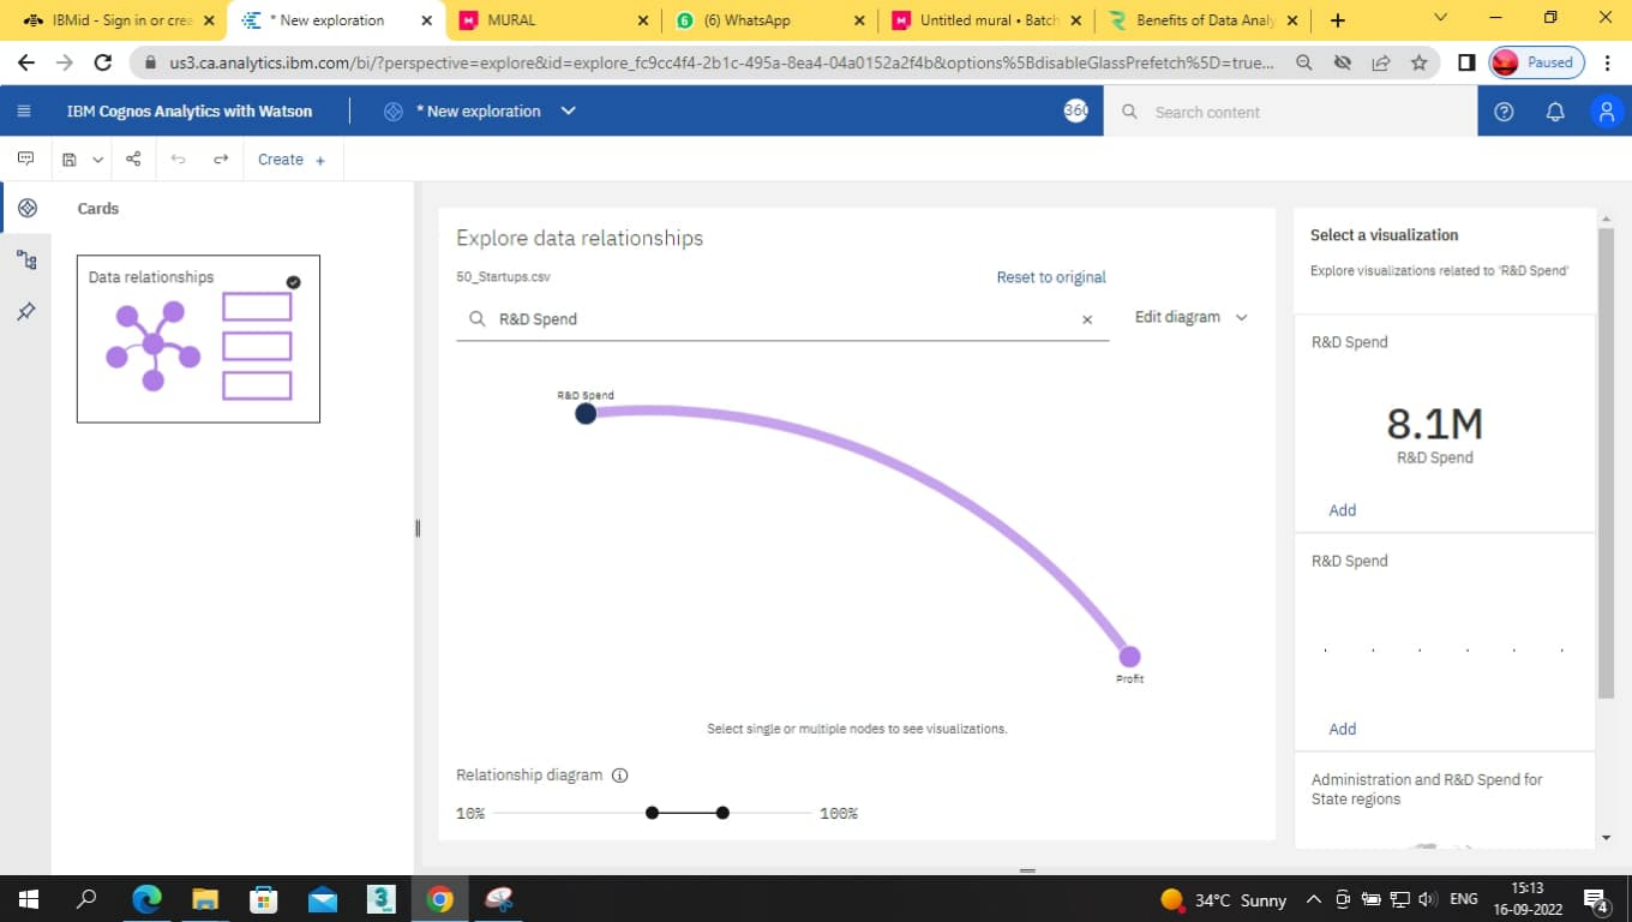 IBMid - Sign in or crea
* New exploration
MURAL
(6) WhatsApp
Untitled mural • Batch
Benefits of Data Analy
us3.ca.analytics.ibm.com/bi/?perspective=explore&id=explore_fc9cc4f4-2b1c-495a-8ea4-04a0152a2f4b&options%5BdisableGlassPrefetch%5D=true...
Paused
IBM Cognos Analytics with Watson
* New exploration
360
Search content
Create +
Cards
Data relationships
Explore data relationships
50_Startups.csv
Reset to original
R&D Spend
Edit diagram
R&D Spend
Profit
Select single or multiple nodes to see visualizations.
Relationship diagram
10%
100%
Select a visualization
Explore visualizations related to 'R&D Spend'
R&D Spend
8.1M
R&D Spend
Add
R&D Spend
Add
Administration and R&D Spend for
State regions
34°C Sunny
ENG
15:13
16-09-2022
4